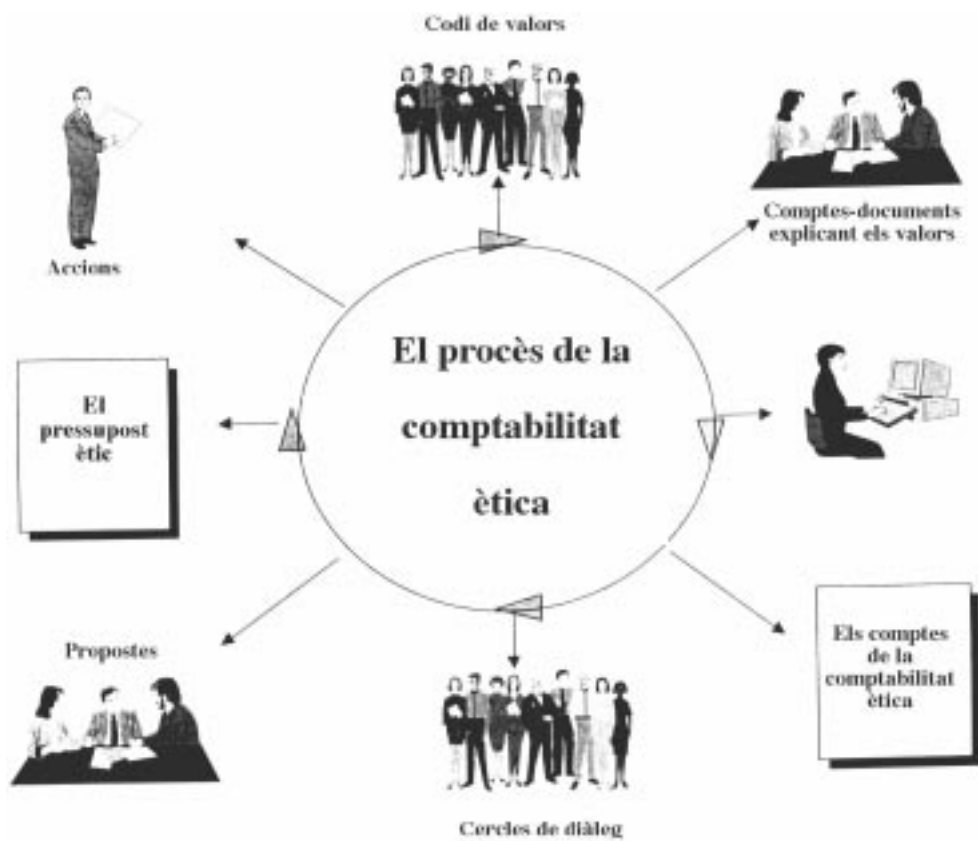 Codi de valors
Comptes-documents
explicant els valors
Accions
El procès de la
comptabilitat
ètica
El
pressupost
ètic
Els comptes
de la
comptabilitat
ètica
Propostes
Cercles de diàleg